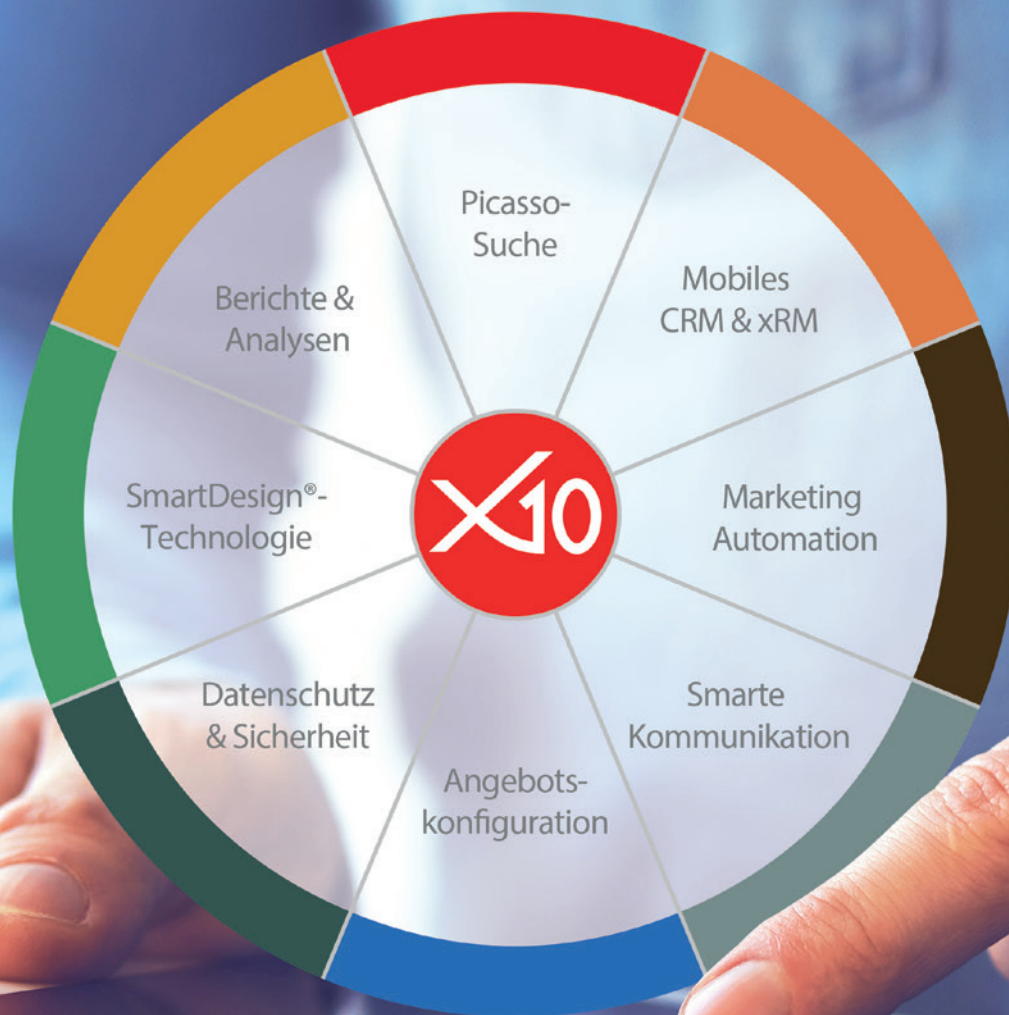 Picasso-
Suche
Mobiles
CRM & xRM
Marketing
Automation
Smarte
Kommunikation
Angebots-
konfiguration
Datenschutz
& Sicherheit
SmartDesign®-
Technologie
Berichte &
Analysen
x10